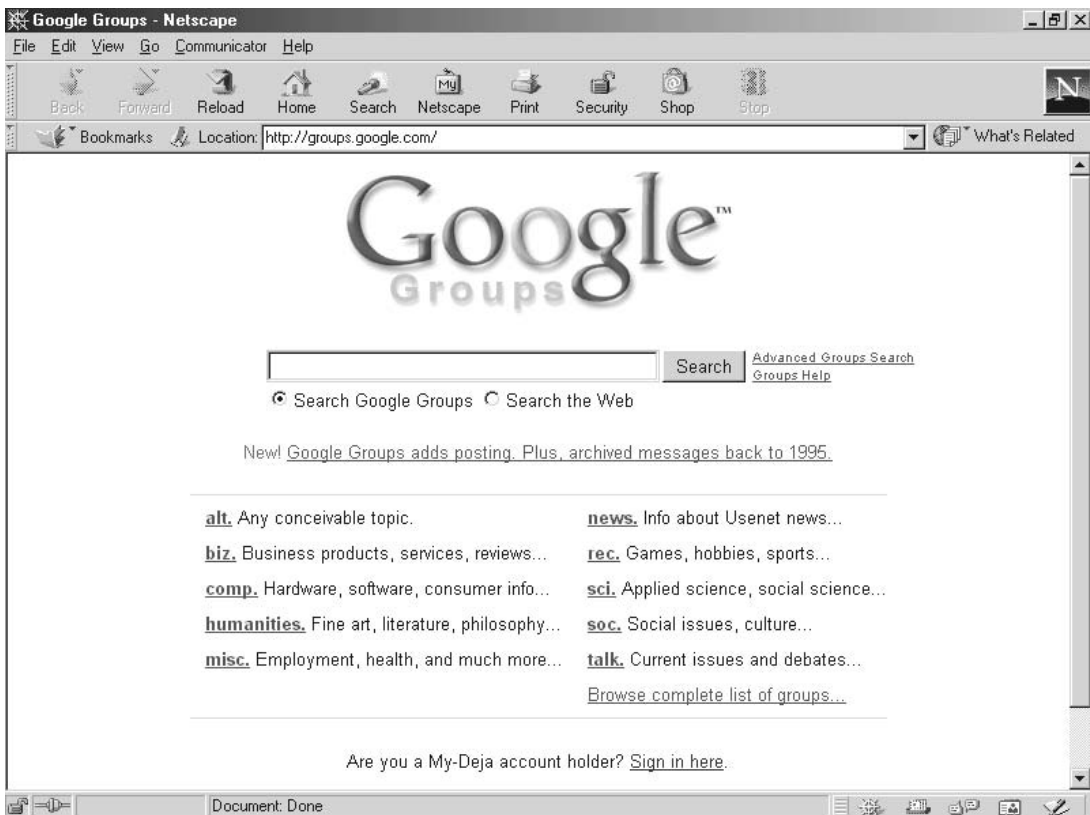 Google Groups - Netscape
File Edit View Go Communicator Help
Back Forward Reload Home Search Netscape Print Security Shop Stop
My
N
Bookmarks Location: http://groups.google.com/ What's Related
Google™
Groups
Search Advanced Groups Search
Groups Help
Search Google Groups Search the Web
New! Google Groups adds posting. Plus, archived messages back to 1995.
alt. Any conceivable topic. news. Info about Usenet news...
biz. Business products, services, reviews... rec. Games, hobbies, sports...
comp. Hardware, software, consumer info... sci. Applied science, social science...
humanities. Fine art, literature, philosophy... soc. Social issues, culture...
misc. Employment, health, and much more... talk. Current issues and debates...
Browse complete list of groups...
Are you a My-Deja account holder? Sign in here.
Document: Done